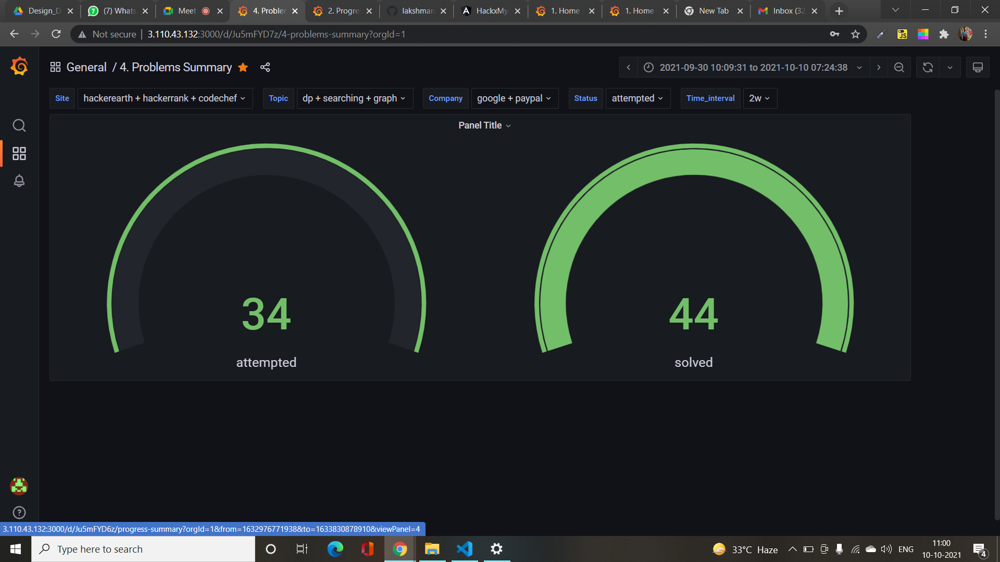 Design_D (7) Whats Meet 4. Problem 2. Progre lakshman HackxMy 1. Home 1. Home New Tab Inbox (32
Not secure 3.110.43.132:3000/d/Ju5mFYD7z/4-problems-summary?orgId=1
General / 4. Problems Summary 2021-09-30 10:09:31 to 2021-10-10 07:24:38
Site hackerearth + hackerrank + codechef Topic dp + searching + graph Company google + paypal Status attempted Time_interval 2w
Panel Title
34 44
attempted solved
3.110.43.132:3000/d/Ju5mFYD6z/progress-summary?orgId=1&from=1632976771938&to=1633830878910&viewPanel=4
Type here to search 33°C Haze ENG 11:00
10-10-2021 4